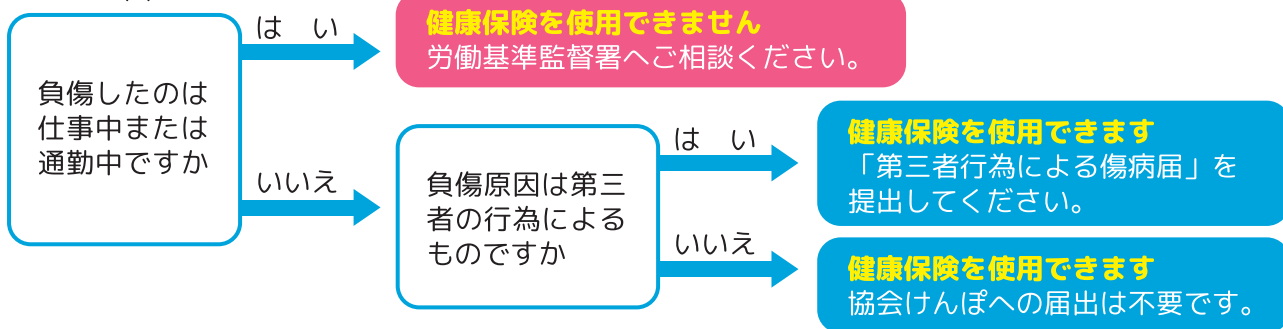 は い
健康保険を使用できません
労働基準監督署へご相談ください。
負傷したのは
仕事中または
通勤中ですか
いいえ
負傷原因は第三
者の行為による
ものですか
は い
健康保険を使用できます
「第三者行為による傷病届」を
提出してください。
いいえ
健康保険を使用できます
協会けんぽへの届出は不要です。